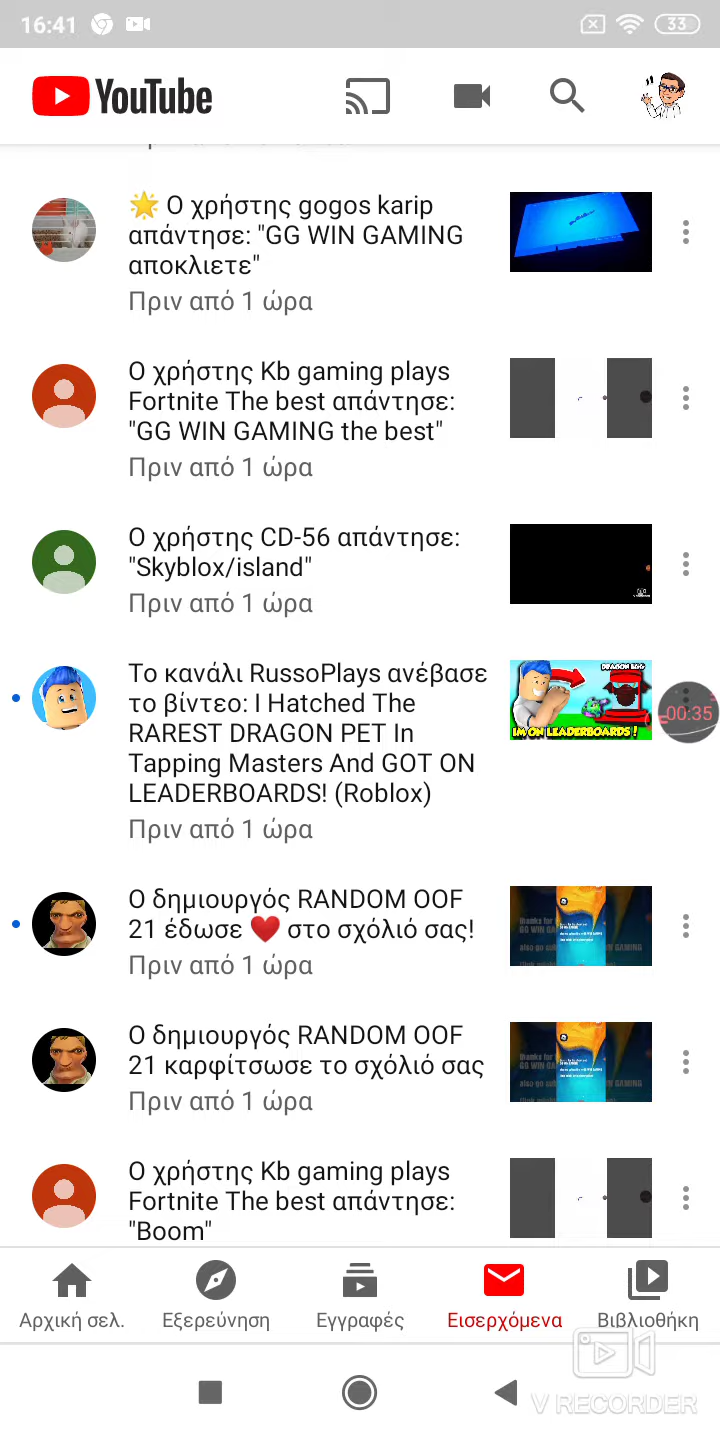 16:41
33
YouTube
🌟 Ο χρήστης gogos karip
απάντησε: "GG WIN GAMING
αποκλιετε"
Πριν από 1 ώρα
Ο χρήστης Kb gaming plays
Fortnite The best απάντησε:
"GG WIN GAMING the best"
Πριν από 1 ώρα
Ο χρήστης CD-56 απάντησε:
"Skyblox/island"
Πριν από 1 ώρα
Το κανάλι RussoPlays ανέβασε
το βίντεο: I Hatched The
RAREST DRAGON PET In
Tapping Masters And GOT ON
LEADERBOARDS! (Roblox)
Πριν από 1 ώρα
DRAGON EGG
IM ON LEADERBOARDS!
00:35
Ο δημιουργός RANDOM OOF
21 έδωσε ❤️ στο σχόλιό σας!
Πριν από 1 ώρα
Ο δημιουργός RANDOM OOF
21 καρφίτσωσε το σχόλιό σας
Πριν από 1 ώρα
Ο χρήστης Kb gaming plays
Fortnite The best απάντησε:
"Boom"
Αρχική σελ.
Εξερεύνηση
Εγγραφές
Εισερχόμενα
Βιβλιοθήκη
V RECORDER